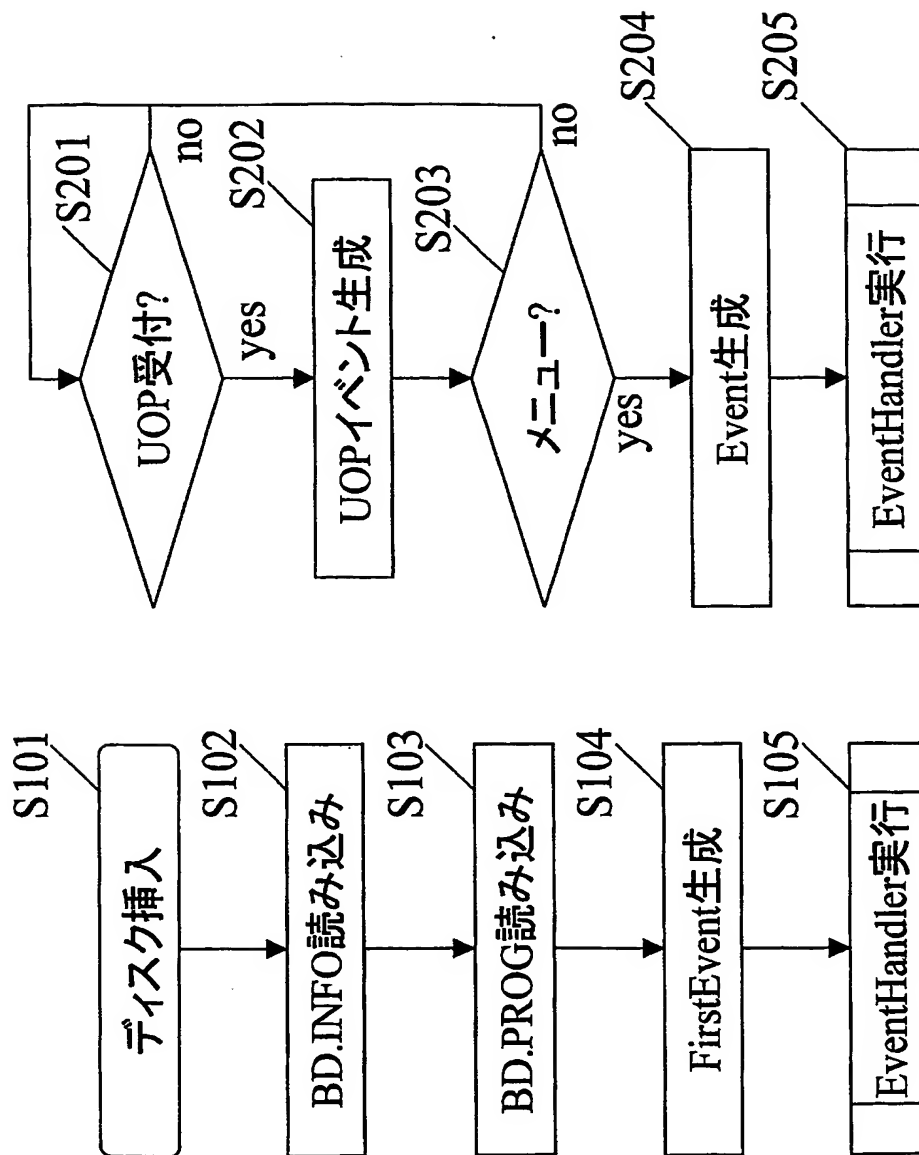 S101
ディスク挿入
S102
BD.INFO読み込み
S103
BD.PROG読み込み
S104
FirstEvent生成
S105
EventHandler実行
S201
UOP受付?
no
yes
S202
UOPイベント生成
S203
メニュー?
no
yes
S204
Event生成
S205
EventHandler実行